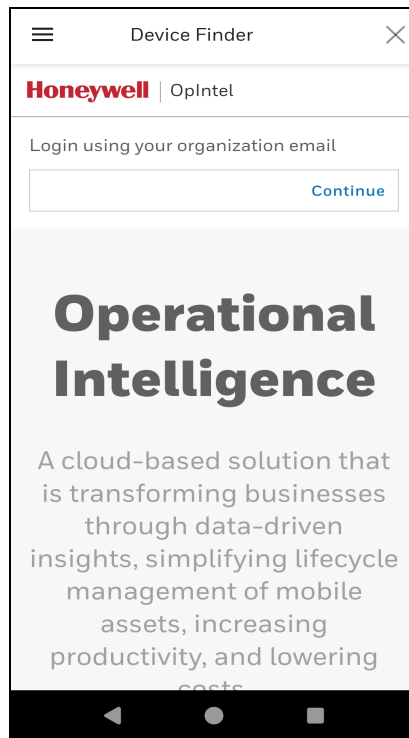 Device Finder
Honeywell | OpIntel
Login using your organization email
Continue
Operational
Intelligence
A cloud-based solution that
is transforming businesses
through data-driven
insights, simplifying lifecycle
management of mobile
assets, increasing
productivity, and lowering
costs